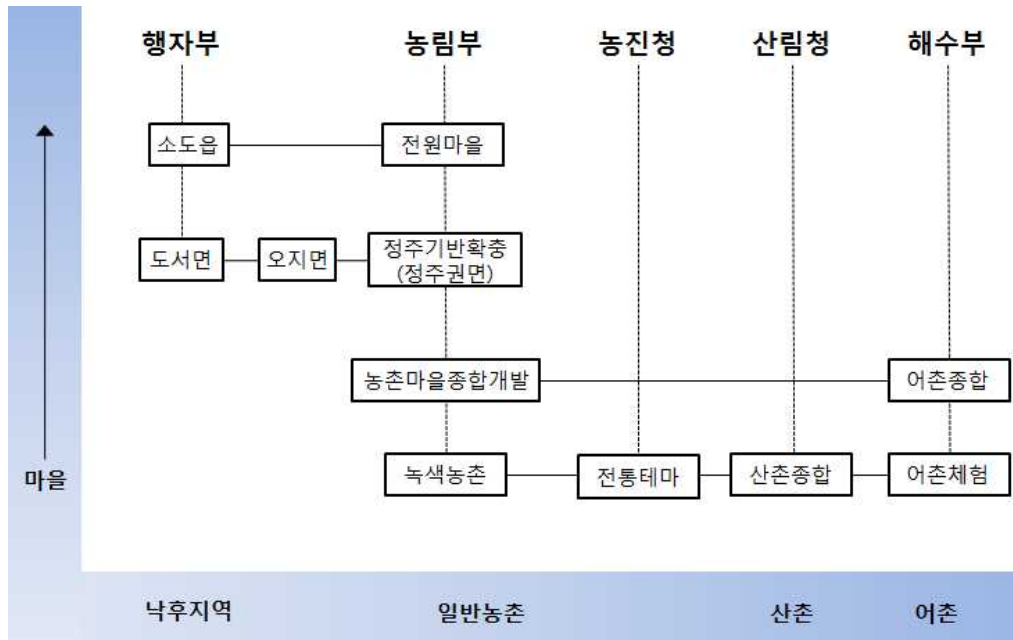 행자부 농림부 농진청 산림청 해수부
소도읍 전원마을
도서면 오지면 정주기반확충
(정주권면)
농촌마을종합개발 어촌종합
마을 녹색농촌 전통테마 산촌종합 어촌체험
낙후지역 일반농촌 산촌 어촌